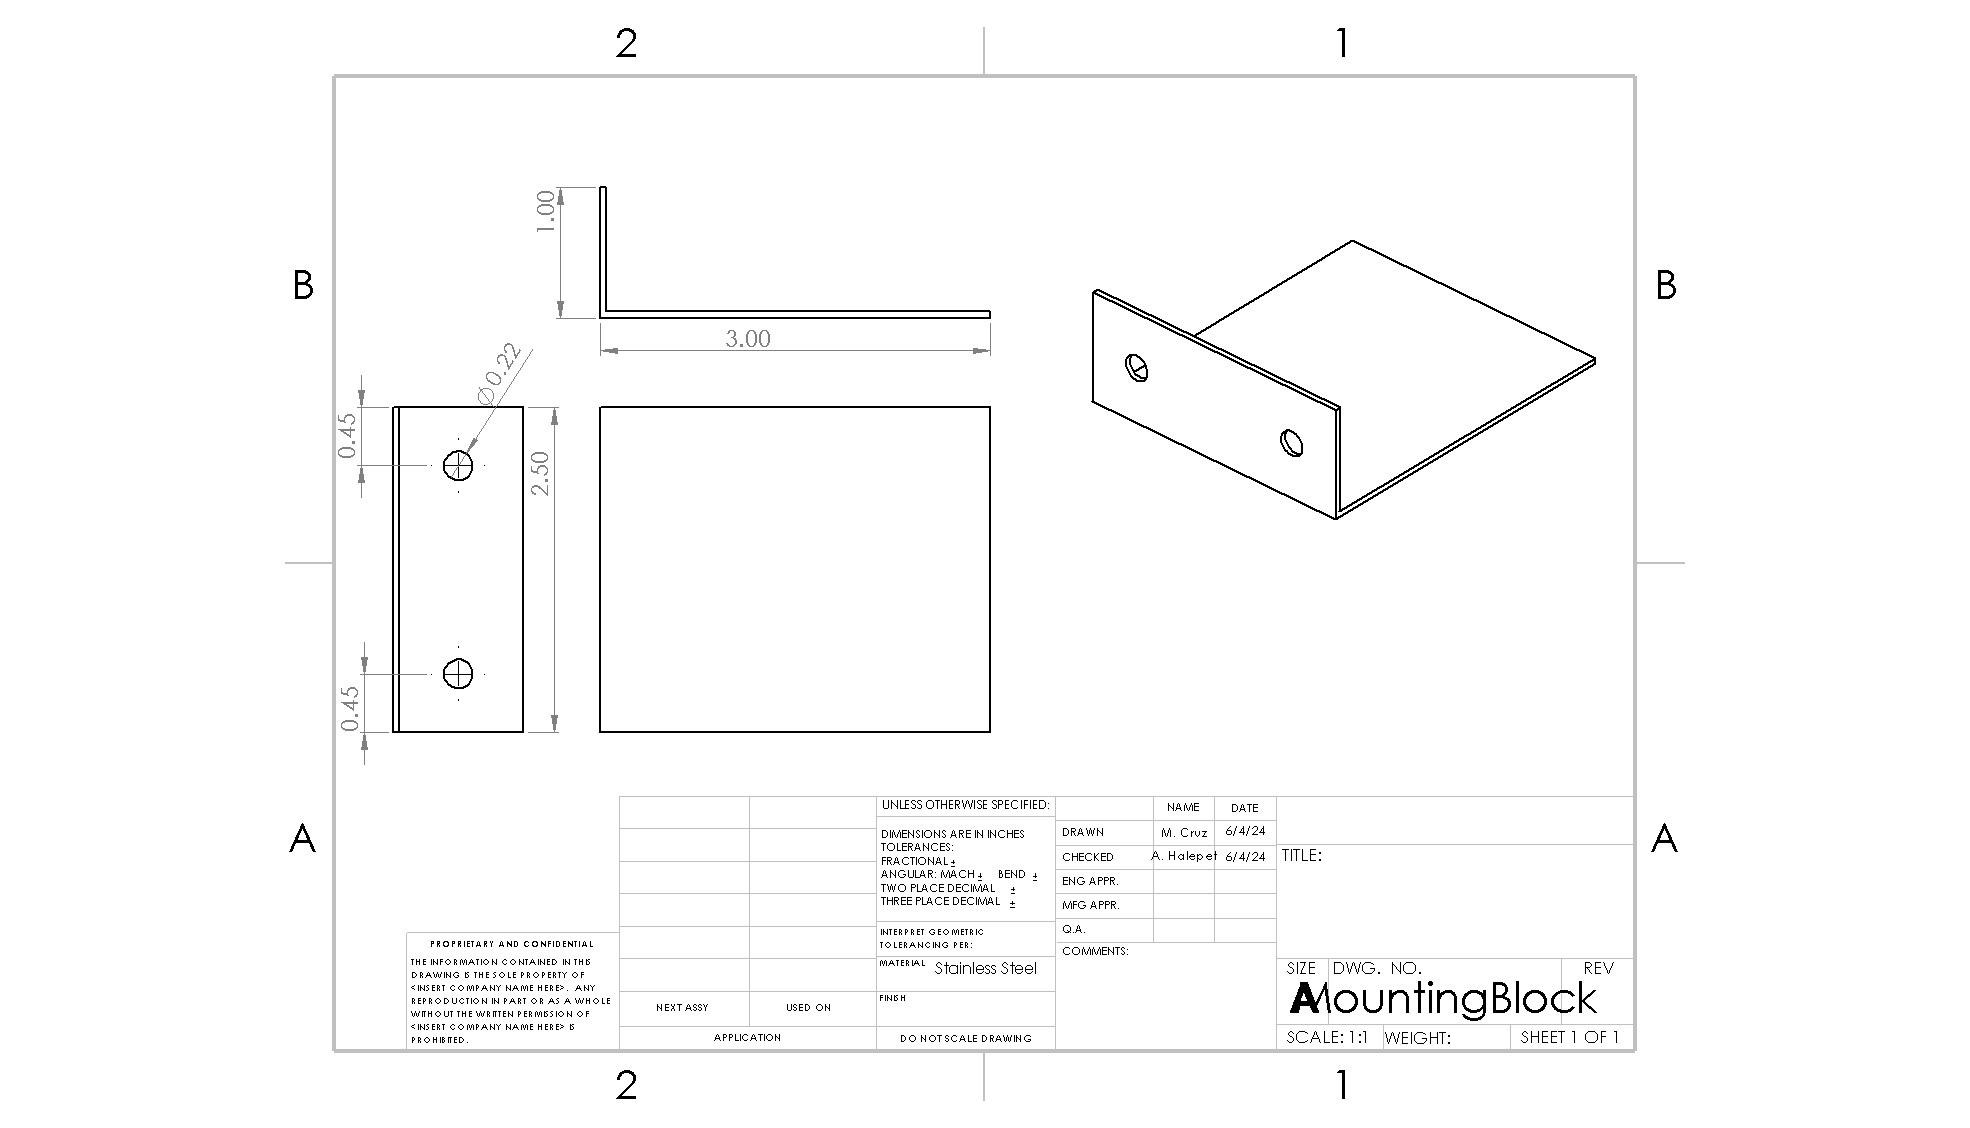 2 1
1.00
B B
3.00
Ø0.22
0.45
2.50
0.45
A A
UNLESS OTHERWISE SPECIFIED:
NAME DATE
DIMENSIONS ARE IN INCHES
TOLERANCES:
FRACTIONAL ±
ANGULAR: MACH ± BEND ±
TWO PLACE DECIMAL ±
THREE PLACE DECIMAL ±
DRAWN M. Cruz 6/4/24
CHECKED A. Halepet 6/4/24
ENG APPR.
MFG APPR.
Q.A.
COMMENTS:
TITLE:
INTERPRET GEOMETRIC
TOLERANCING PER:
MATERIAL Stainless Steel
FINISH
PROPRIETARY AND CONFIDENTIAL
THE INFORMATION CONTAINED IN THIS
DRAWING IS THE SOLE PROPERTY OF
<INSERT COMPANY NAME HERE>. ANY
REPRODUCTION IN PART OR AS A WHOLE
WITHOUT THE WRITTEN PERMISSION OF
<INSERT COMPANY NAME HERE> IS
PROHIBITED.
NEXT ASSY USED ON
APPLICATION
DO NOT SCALE DRAWING
SIZE DWG. NO. REV
A MountingBlock
SCALE: 1:1 WEIGHT: SHEET 1 OF 1
2 1